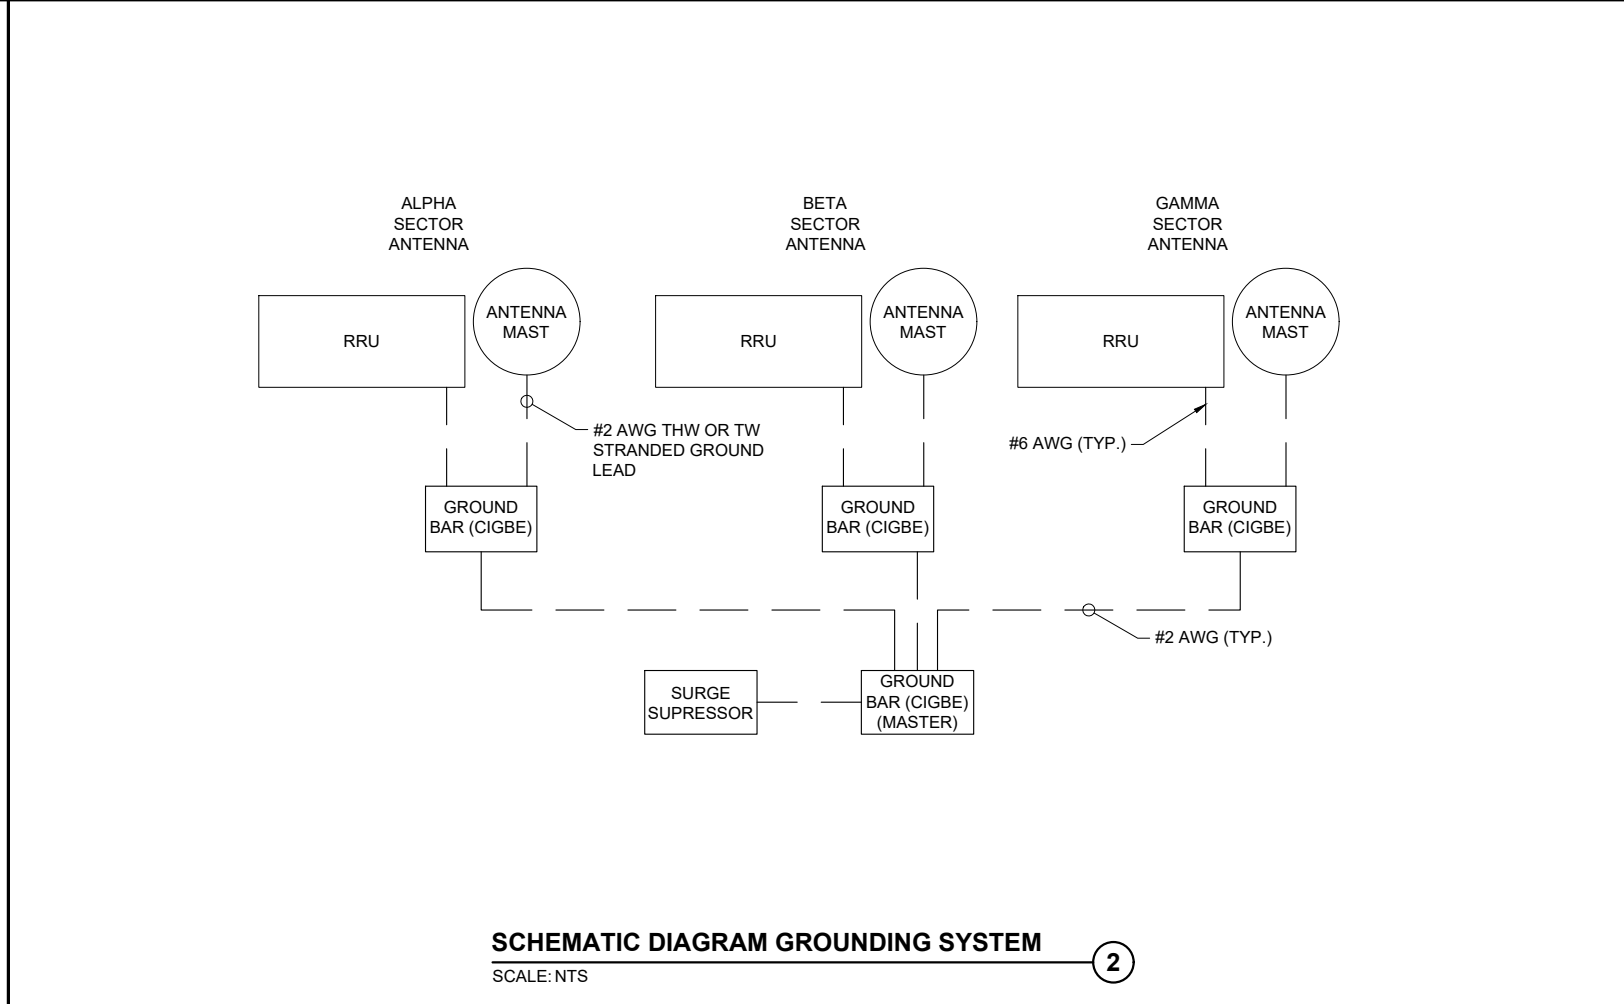 ALPHA
SECTOR
ANTENNA
BETA
SECTOR
ANTENNA
GAMMA
SECTOR
ANTENNA
RRU
ANTENNA
MAST
RRU
ANTENNA
MAST
RRU
ANTENNA
MAST
#2 AWG THW OR TW
STRANDED GROUND
LEAD
#6 AWG (TYP.)
GROUND
BAR (CIGBE)
GROUND
BAR (CIGBE)
GROUND
BAR (CIGBE)
#2 AWG (TYP.)
SURGE
SUPRESSOR
GROUND
BAR (CIGBE)
(MASTER)
SCHEMATIC DIAGRAM GROUNDING SYSTEM
2
SCALE: NTS